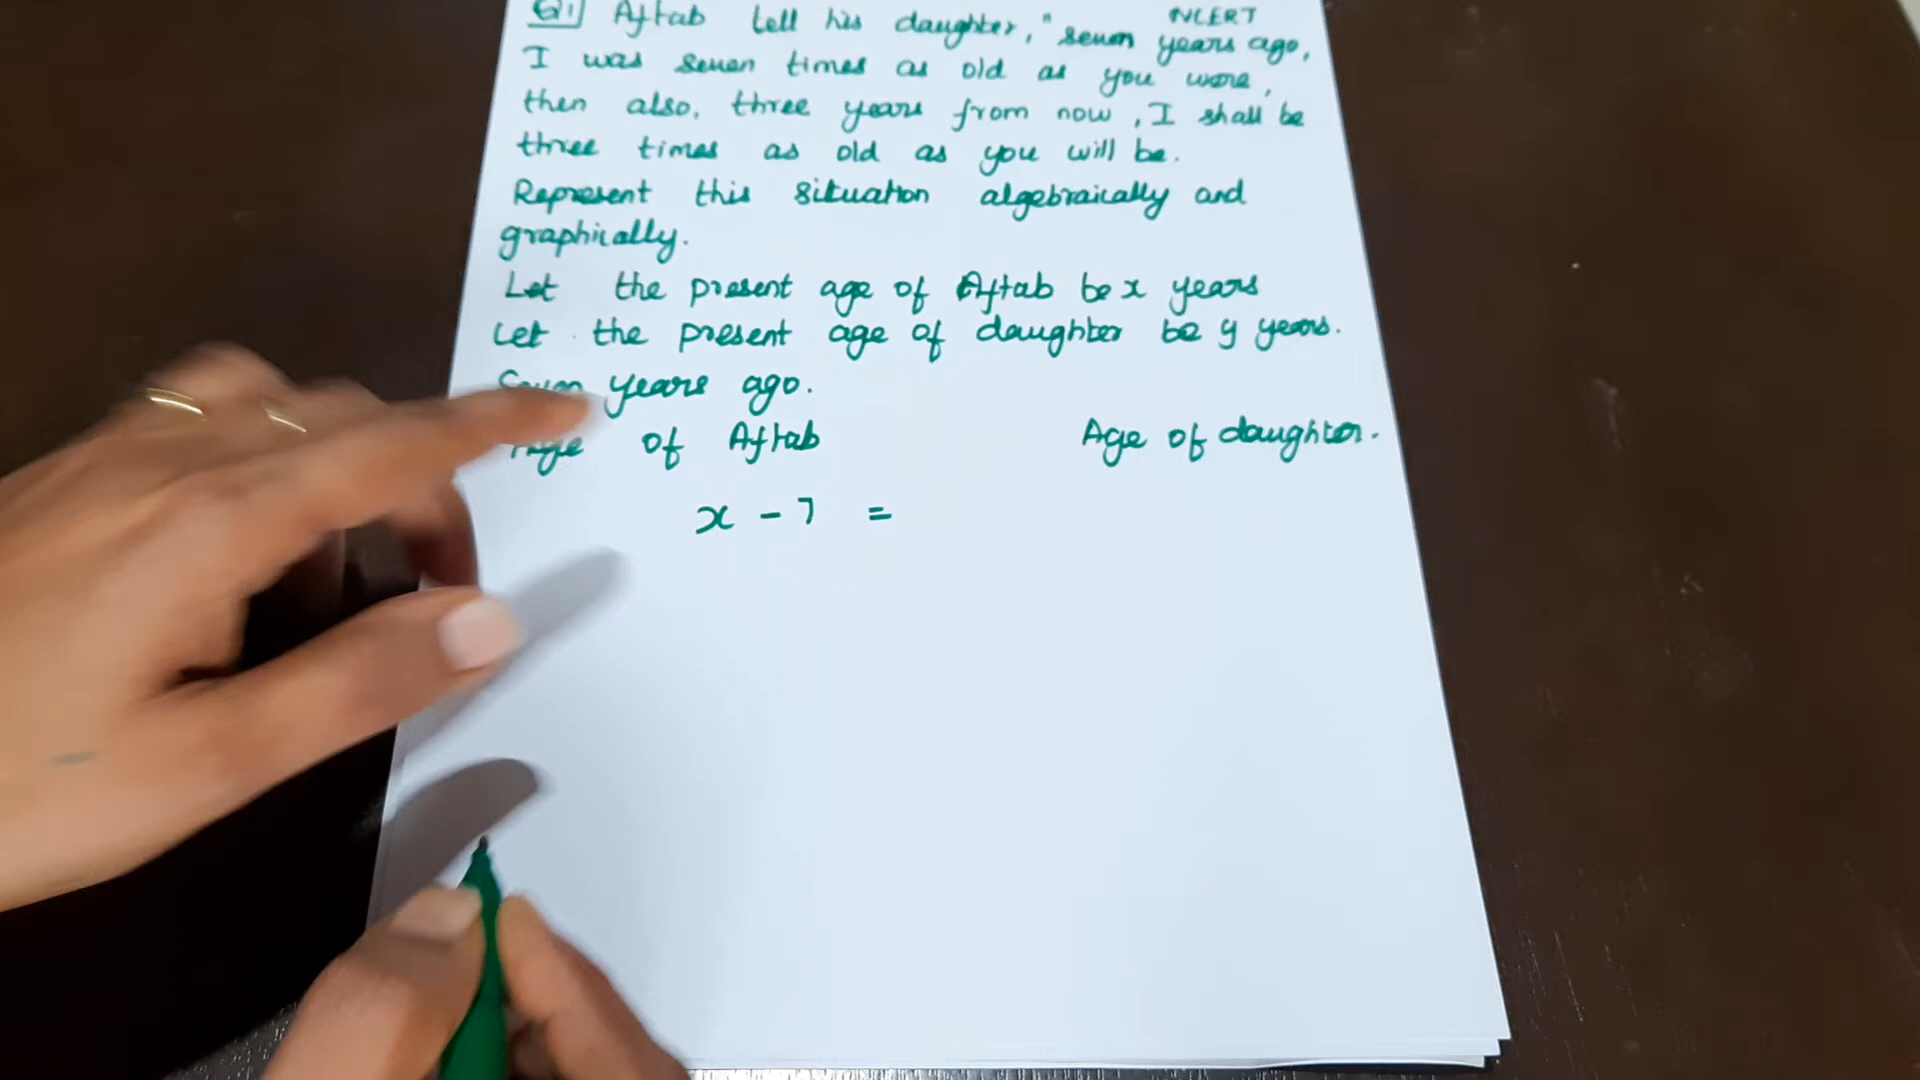 Q1 Aftab tell his daughter, "seven years ago, NCERT
I was seven times as old as you were,
then also, three years from now, I shall be
three times as old as you will be.
Represent this situation algebraically and
graphically.
Let the present age of Aftab be x years
Let the present age of daughter be y years.
Seven years ago.
Age of Aftab Age of daughter.
x - 7 =